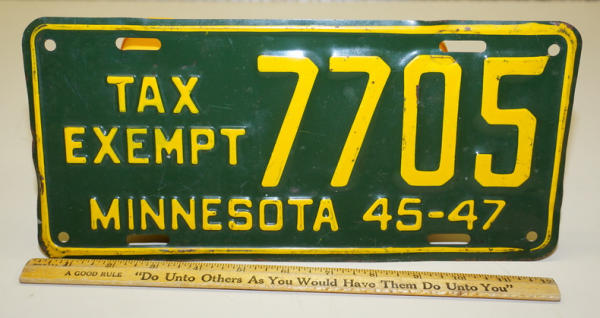 TAX
EXEMPT
7705
MINNESOTA 45-47
A GOOD RULE "Do Unto Others As You Would Have Them Do Unto You"